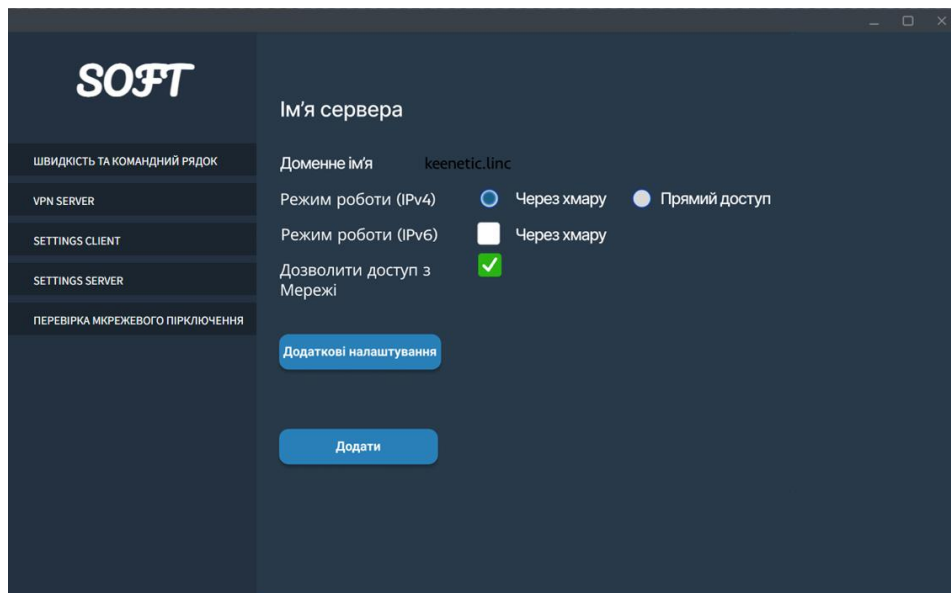 SOFT
ШВИДКІСТЬ ТА КОМАНДНИЙ РЯДОК
VPN SERVER
SETTINGS CLIENT
SETTINGS SERVER
ПЕРЕВІРКА МКРЕЖЕВОГО ПІРКЛЮЧЕННЯ
Ім'я сервера
Доменне ім'я keenetic.linc
Режим роботи (IPv4) Через хмару Прямий доступ
Режим роботи (IPv6) Через хмару
Дозволити доступ з
Мережі
Додаткові налаштування
Додати